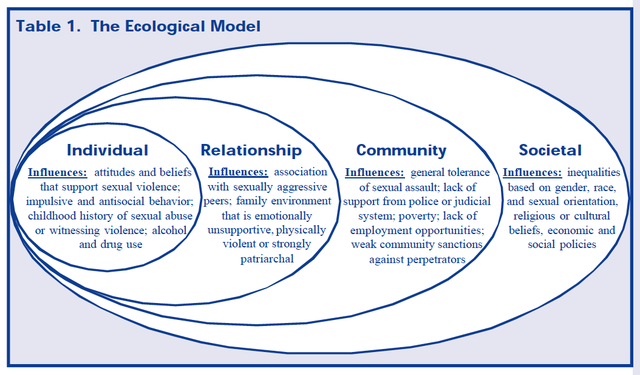 Table 1. The Ecological Model
Individual
Influences: attitudes and beliefs
that support sexual violence;
impulsive and antisocial behavior;
childhood history of sexual abuse
or witnessing violence; alcohol
and drug use
Relationship
Influences: association
with sexually aggressive
peers; family environment
that is emotionally
unsupportive, physically
violent or strongly
patriarchal
Community
Influences: general tolerance
of sexual assault; lack of
support from police or judicial
system; poverty; lack of
employment opportunities;
weak community sanctions
against perpetrators
Societal
Influences: inequalities
based on gender, race,
and sexual orientation,
religious or cultural
beliefs, economic and
social policies